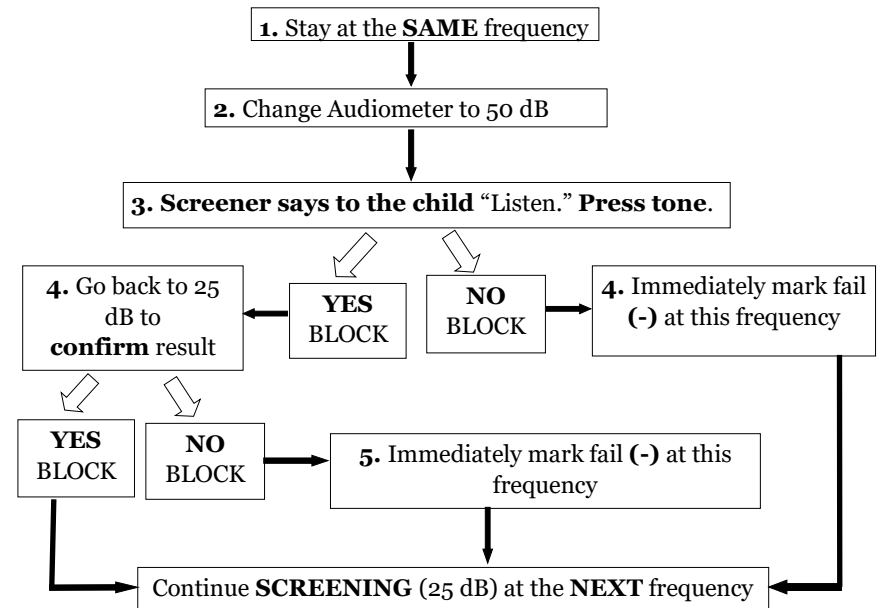 1. Stay at the SAME frequency
2. Change Audiometer to 50 dB
3. Screener says to the child “Listen.” Press tone.
4. Go back to 25
dB to
confirm result
YES
BLOCK
NO
BLOCK
4. Immediately mark fail
(-) at this frequency
YES
BLOCK
NO
BLOCK
5. Immediately mark fail (-) at this
frequency
Continue SCREENING (25 dB) at the NEXT frequency